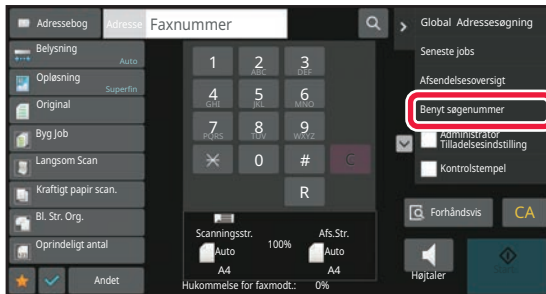 Adressebog
Adresse
Faxnummer
Belysning
Auto
Opløsning
Superfin
Original
Byg Job
Langsom Scan
Kraftigt papir scan.
Bl. Str. Org.
Oprindeligt antal
Andet
1
2
ABC
3
DEF
4
GHI
5
JKL
6
MNO
7
PQRS
8
TUV
9
WXYZ
0
#
C
R
Scanningsstr.
Auto
A4
100%
Afs.Str.
Auto
A4
Hukommelse for faxmodt.: 0%
Global Adressesøgning
Seneste jobs
Afsendelsesoversigt
Benyt søgenummer
Administrator
Tilladelsesindstilling
Kontrolstempel
Forhåndsvis
CA
Højtaler
Start